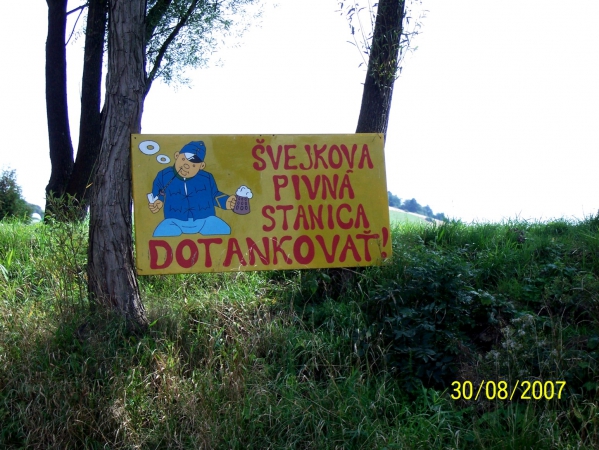 ŠVEJKOVA
PIVNÁ
STANICA
DOTANKOVAŤ!
30/08/2007